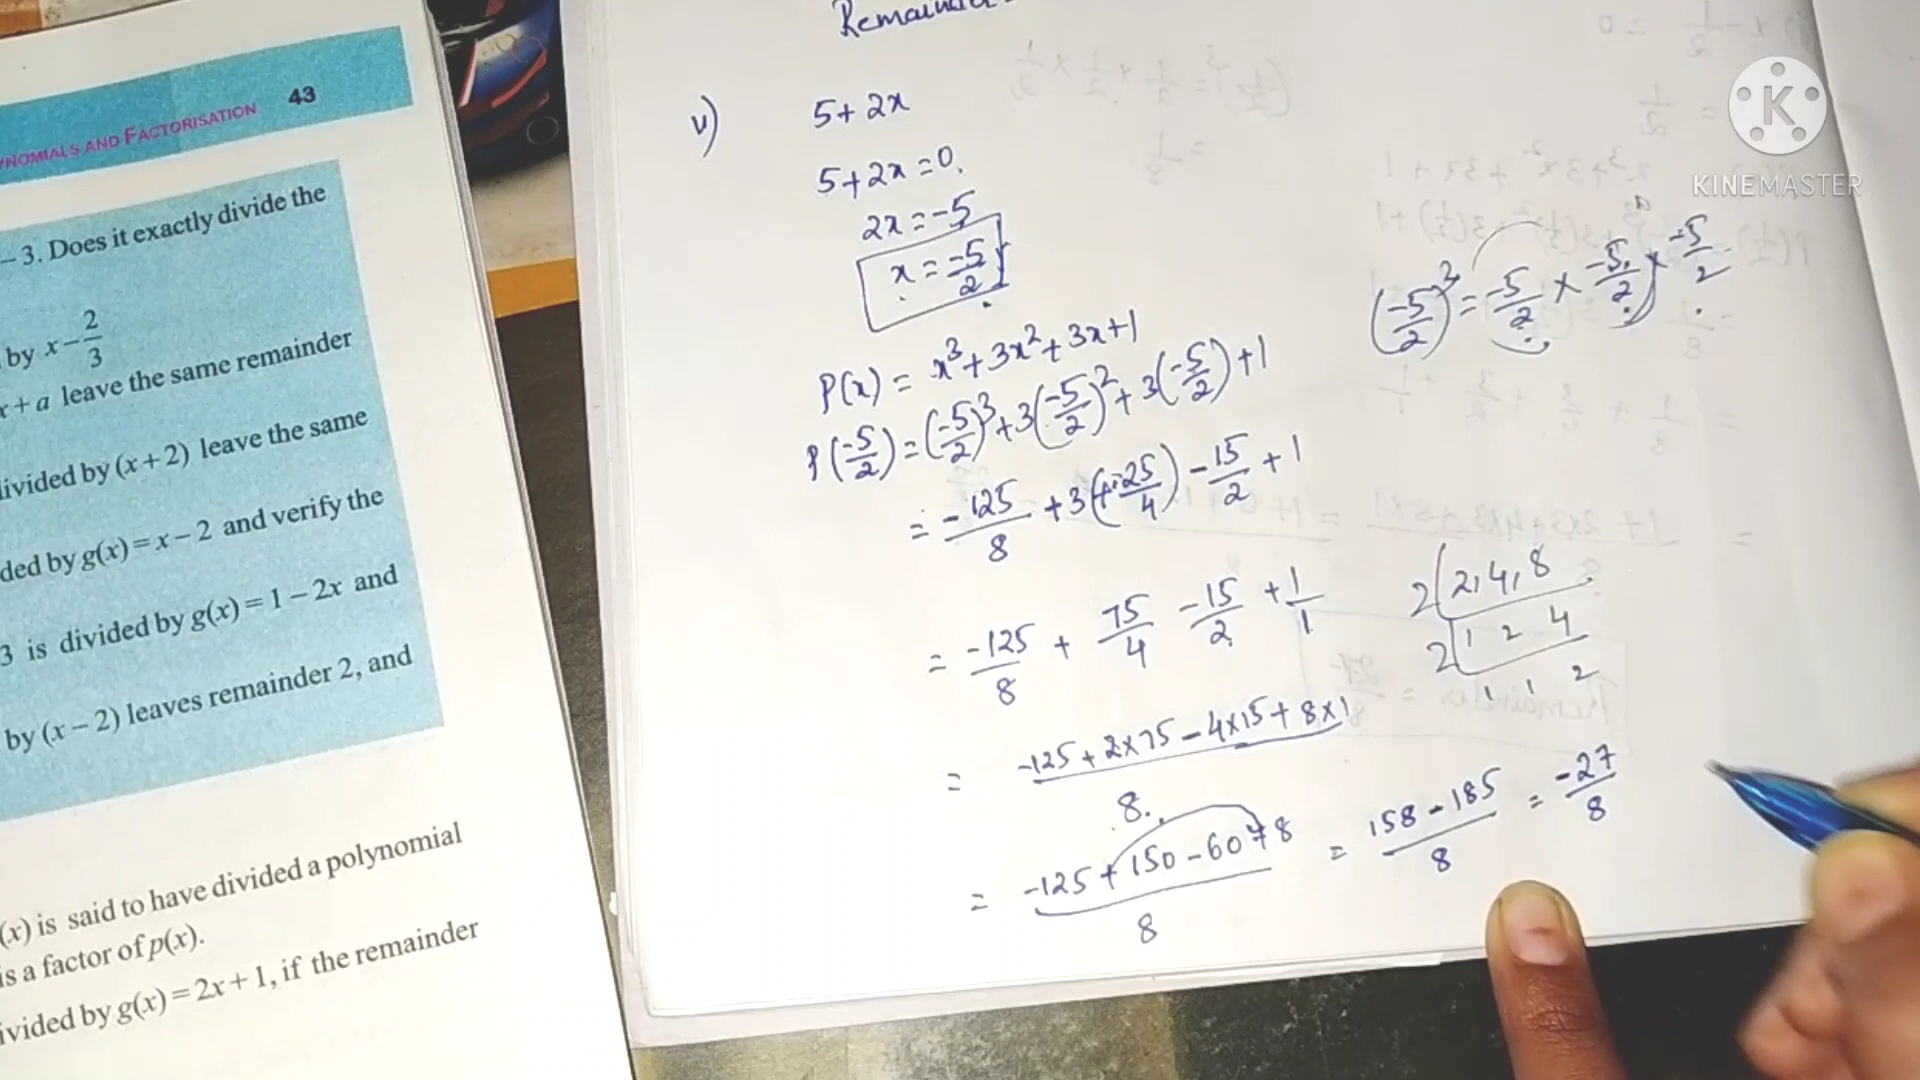 NOMIALS AND FACTORISATION 43
– 3. Does it exactly divide the
by x – 2/3
x + a leave the same remainder
divided by (x + 2) leave the same
ded by g(x) = x – 2 and verify the
3 is divided by g(x) = 1 – 2x and
by (x – 2) leaves remainder 2, and
(x) is said to have divided a polynomial
is a factor of p(x).
ivided by g(x) = 2x + 1, if the remainder
v) 5+2x
5+2x=0.
2x=-5
x = -5/2
P(x) = x³+3x²+3x+1
P(-5/2) = (-5/2)³+3(-5/2)²+3(-5/2)+1
= -125/8 +3(+25/4) -15/2 +1
= -125/8 + 75/4 -15/2 +1/1
= -125+2×75-4×15+8×1/8
= -125+150-60+8/8 = 158-185/8 = -27/8
(-5/2)³ = -5/2 × -5/2 × -5/2
2 2,4,8
2 1 2 4
1 1 2
K
KINEMASTER